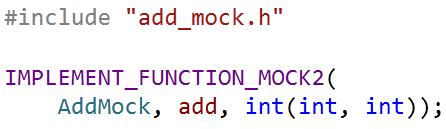 #include "add_mock.h"
IMPLEMENT_FUNCTION_MOCK2(
AddMock, add, int(int, int));